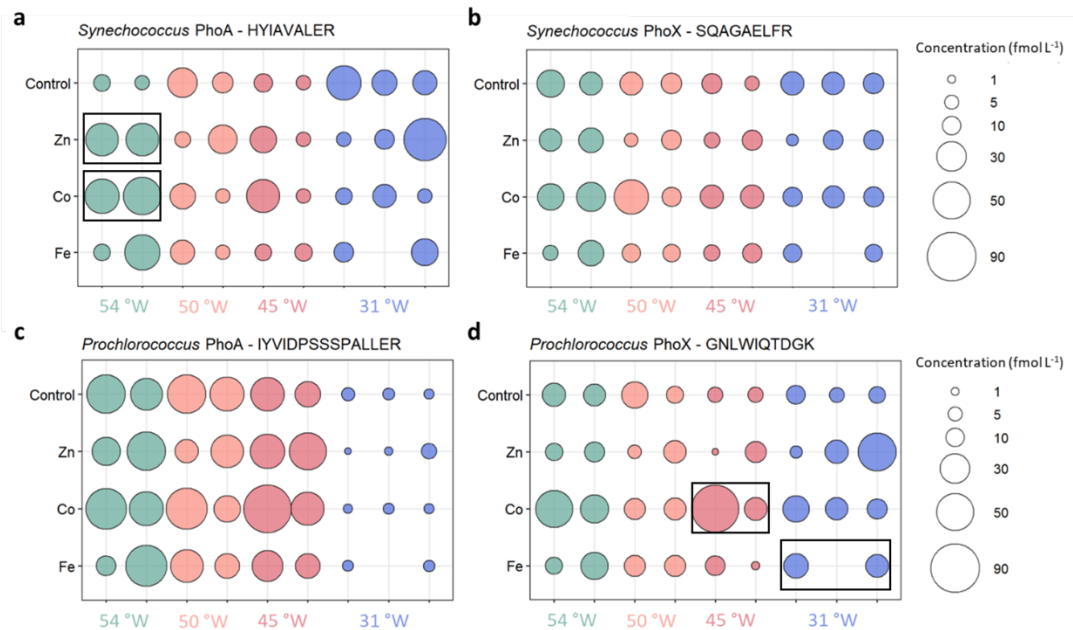 a
Synechococcus PhoA - HYIAVALER
Control
Zn
Co
Fe
54 °W 50 °W 45 °W 31 °W
b
Synechococcus PhoX - SQAGAELFR
Control
Zn
Co
Fe
54 °W 50 °W 45 °W 31 °W
Concentration (fmol L-1)
1
5
10
30
50
90
c
Prochlorococcus PhoA - IYVIDPSSSPALLER
Control
Zn
Co
Fe
54 °W 50 °W 45 °W 31 °W
d
Prochlorococcus PhoX - GNLWIQTDGK
Control
Zn
Co
Fe
54 °W 50 °W 45 °W 31 °W
Concentration (fmol L-1)
1
5
10
30
50
90